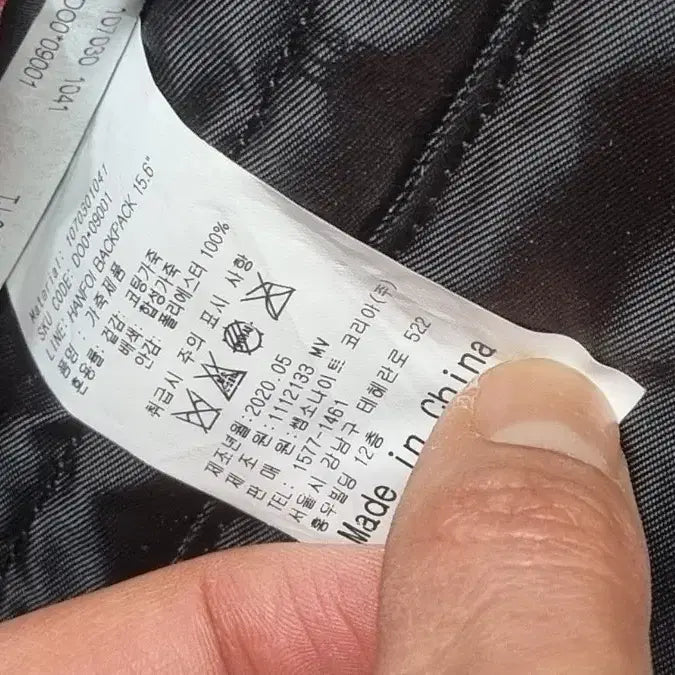 1070301041
DOO*09001
Material: 1070301041
SKU CODE: DOO*09001
LINE: HANFOI BACKPACK 15.6"
품명 : 가죽제품
혼용률: 겉감: 코팅가죽
배색: 합성가죽
안감: 폴리에스터 100%
취급시 주의 표시 사항
제조년월:2020.05
제 조 원:1112133 MV
제 판 매 원:쌤소나이트 코리아(주)
TEL: 1577-1461
서울시 강남구 테헤란로 522
홍우빌딩 12층
Made in China